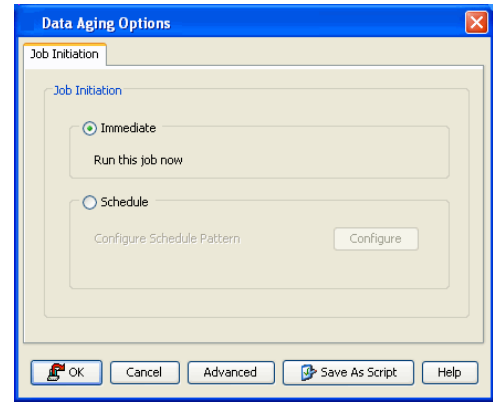 Data Aging Options
Job Initiation
Job Initiation
Immediate
Run this job now
Schedule
Configure Schedule Pattern Configure
OK Cancel Advanced Save As Script Help